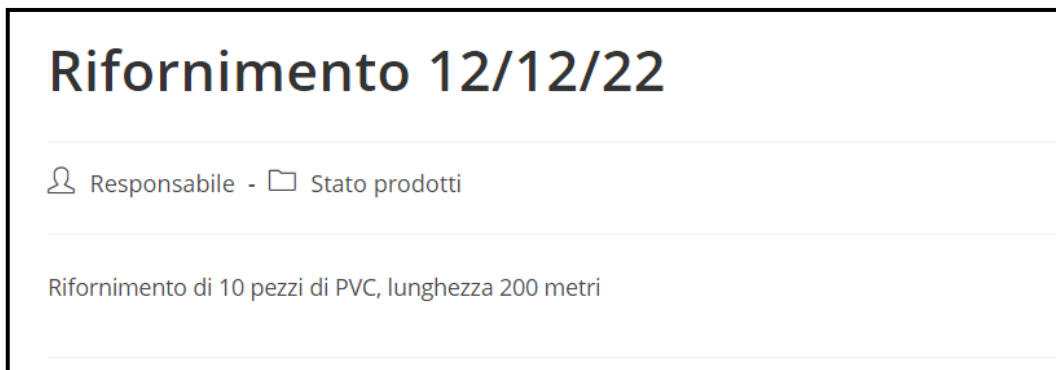 Rifornimento 12/12/22
Responsabile - Stato prodotti
Rifornimento di 10 pezzi di PVC, lunghezza 200 metri